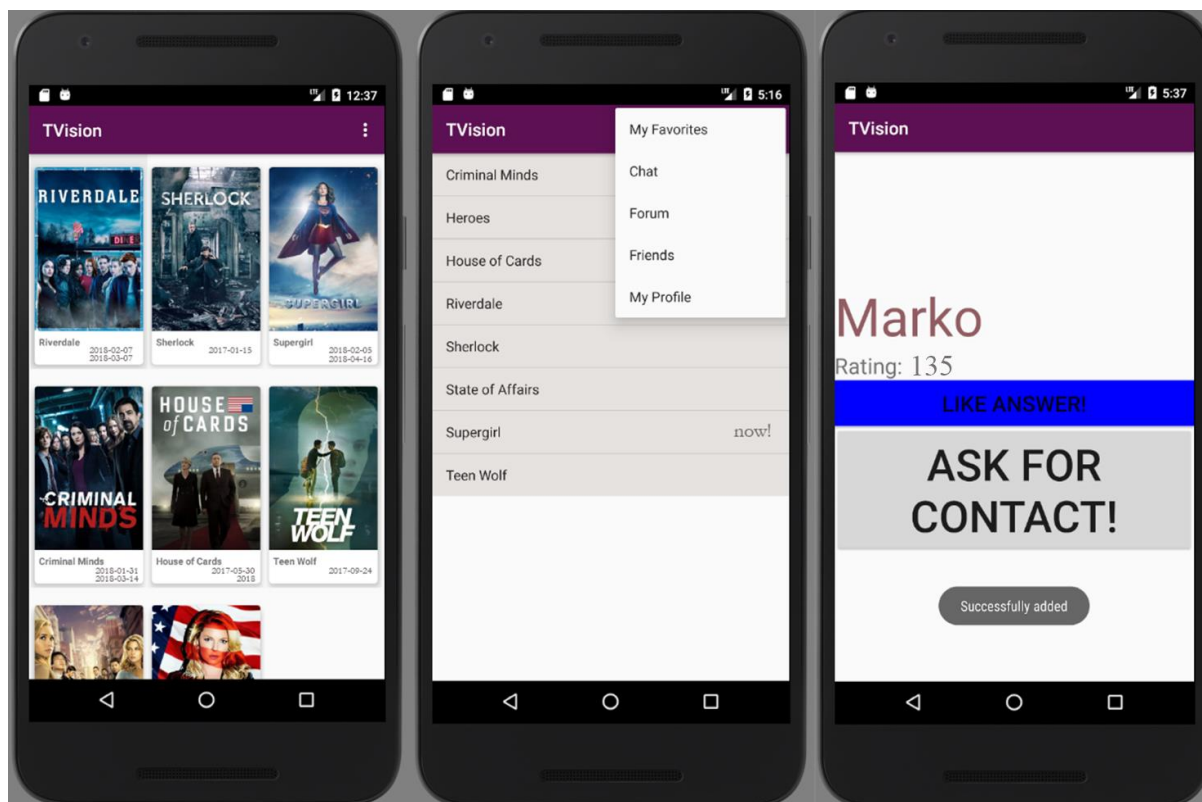 12:37
TVision
RIVERDALE
DINE
SHERLOCK
SUPERGIRL
Riverdale
2018-02-07
2018-03-07
Sherlock
2017-01-15
Supergirl
2018-02-05
2018-04-16
CRIMINAL
MINDS
HOUSE
of CARDS
TEEN
WOLF
Criminal Minds
2018-01-31
2018-03-14
House of Cards
2017-05-30
2018
Teen Wolf
2017-09-24
LTE 5:16
TVision
My Favorites
Chat
Forum
Friends
My Profile
Criminal Minds
Heroes
House of Cards
Riverdale
Sherlock
State of Affairs
Supergirl now!
Teen Wolf
LTE 5:37
TVision
Marko
Rating: 135
LIKE ANSWER!
ASK FOR
CONTACT!
Successfully added